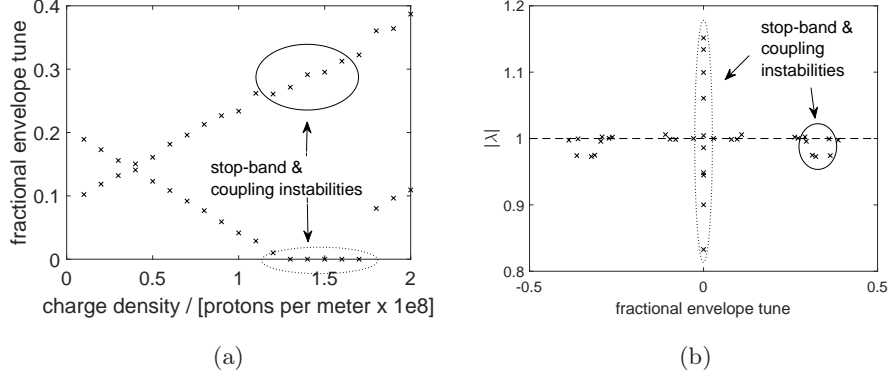 0.4
0.3
0.2
0.1
0
fractional envelope tune
stop-band &
coupling instabilities
0
0.5
1
1.5
2
charge density / [protons per meter x 1e8]
(a)
1.2
1.1
1
0.9
0.8
|λ|
stop-band &
coupling
instabilities
-0.5
0
0.5
fractional envelope tune
(b)